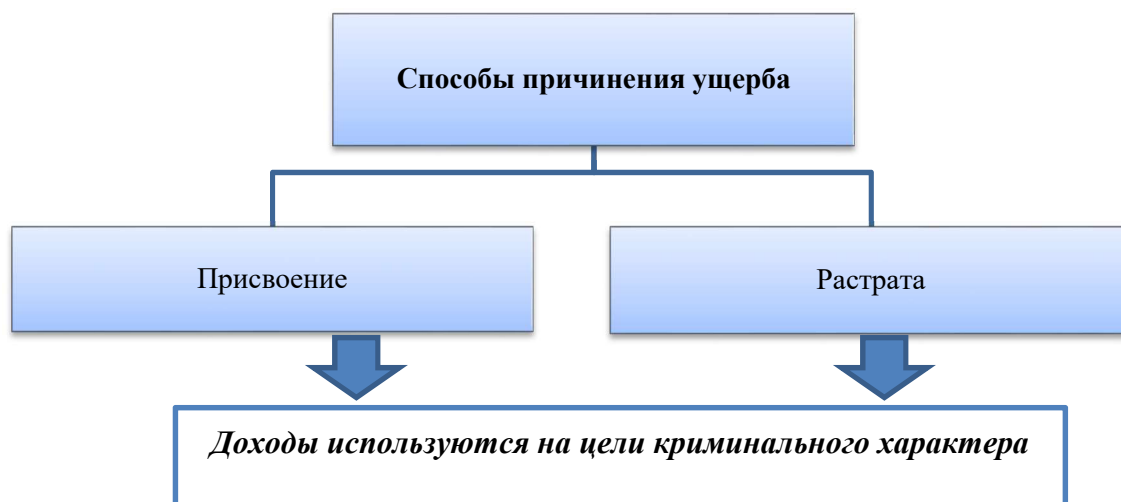 Способы причинения ущерба
Присвоение
Растрата
Доходы используются на цели криминального характера